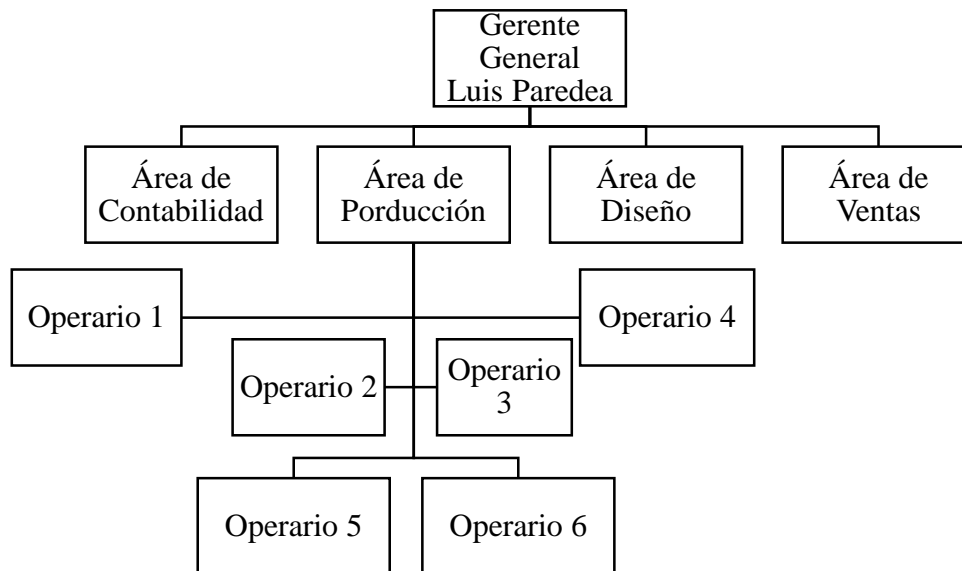 Gerente
General
Luis Paredea
Área de
Contabilidad
Área de
Porducción
Área de
Diseño
Área de
Ventas
Operario 1
Operario 4
Operario 2
Operario
3
Operario 5
Operario 6